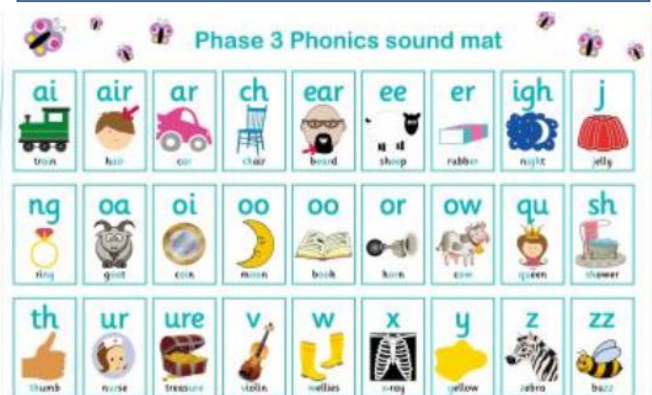 Phase 3 Phonics sound mat
ai air ar ch ear ee er igh j
train hair car chair beard sheep rubber night jelly
ng oa oi oo oo or ow qu sh
ring goat coin moon book horn cow queen shower
th ur ure v w x y z zz
thumb nurse treasure violin wellies x-ray yellow zebra buzz